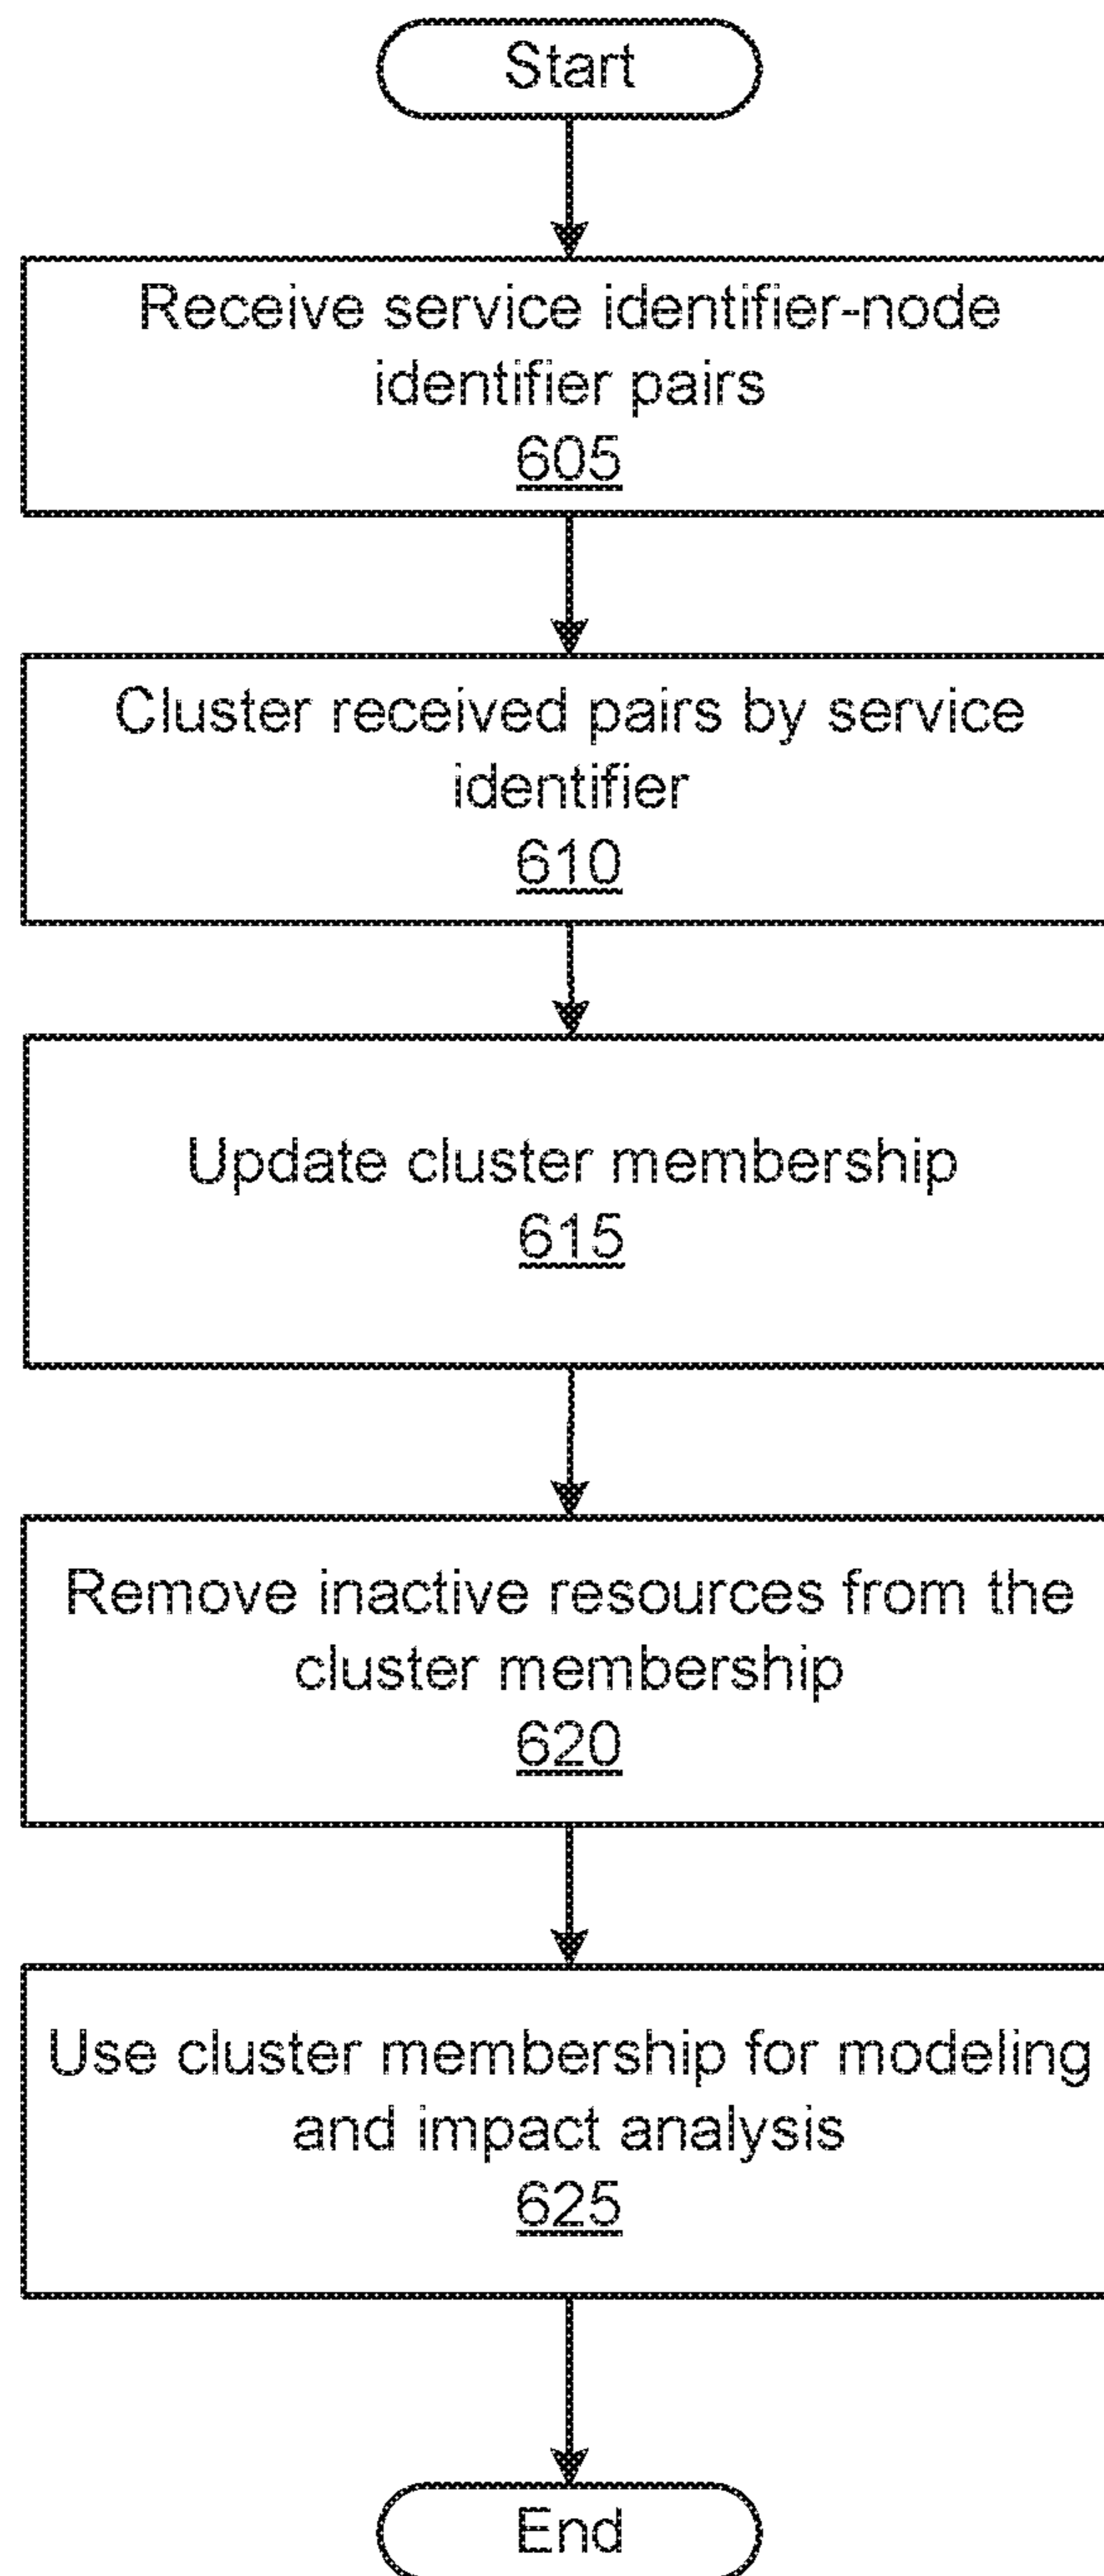 Start
Receive service identifier-node
identifier pairs
605
Cluster received pairs by service
identifier
610
Update cluster membership
615
Remove inactive resources from the
cluster membership
620
Use cluster membership for modeling
and impact analysis
625
End